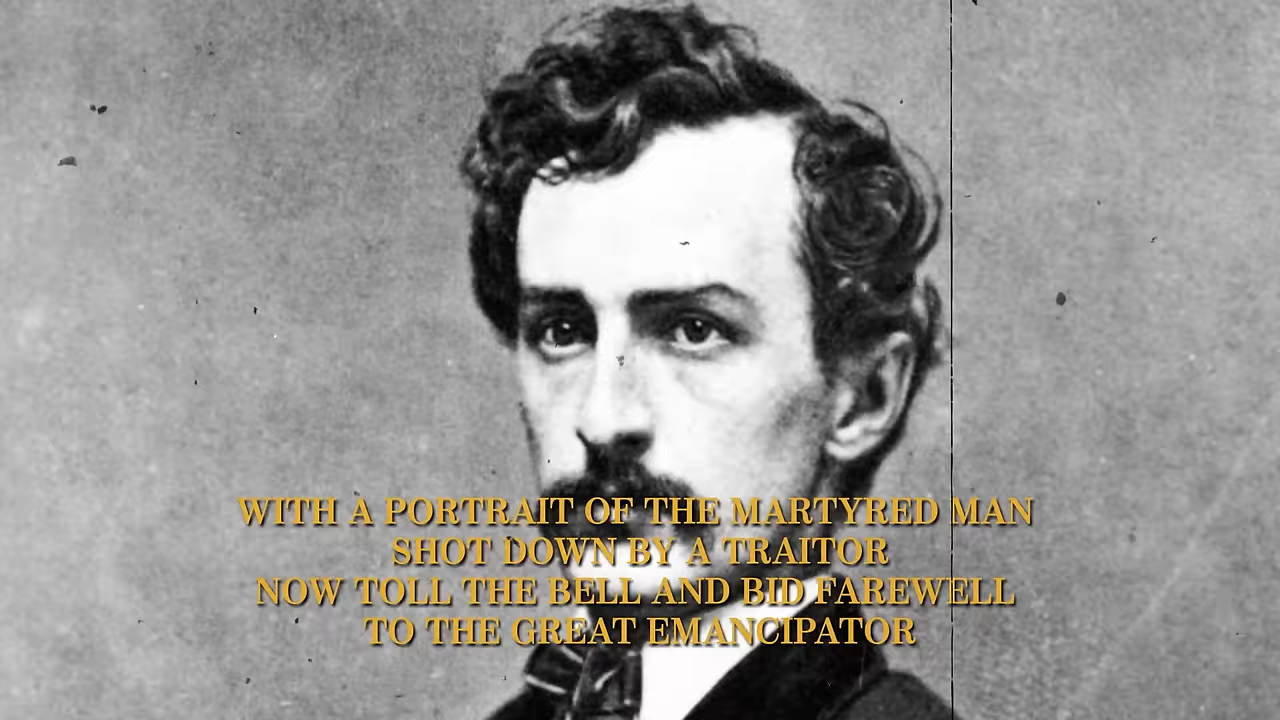 WITH A PORTRAIT OF THE MARTYRED MAN
SHOT DOWN BY A TRAITOR
NOW TOLL THE BELL AND BID FAREWELL
TO THE GREAT EMANCIPATOR